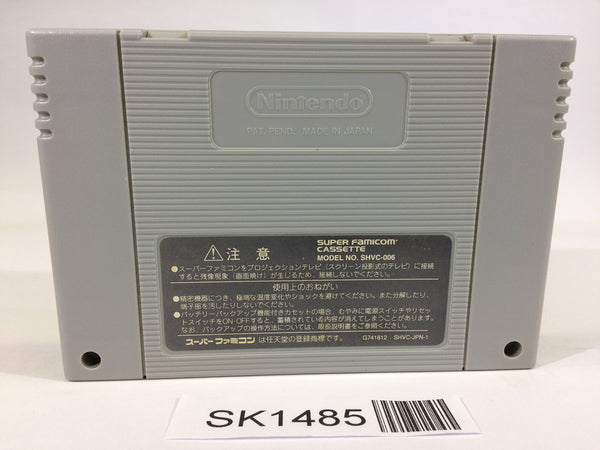 Nintendo
PAT. PEND. MADE IN JAPAN
⚠注意
SUPER FAMICOM
CASSETTE
MODEL NO. SHVC-006
●スーパーファミコンをプロジェクションテレビ(スクリーン投影式のテレビ)に接続
すると残像現象(画面焼け)が生じるため、接続しないでください。
使用上のおねがい
●精密機器につき、極端な温度変化やショックを避けてください。また分解したり、
端子部を汚したりしないでください。
●バッテリーバックアップ機能付きカセットの場合、むやみに電源スイッチやリセッ
トスイッチをON・OFFすると、蓄積されている内容が消えてしまうことがあります。
なお、バックアップの操作方法については、取扱説明書をご参照ください。
スーパーファミコンは任天堂の登録商標です。
G741812 SHVC-JPN-1
SK1485